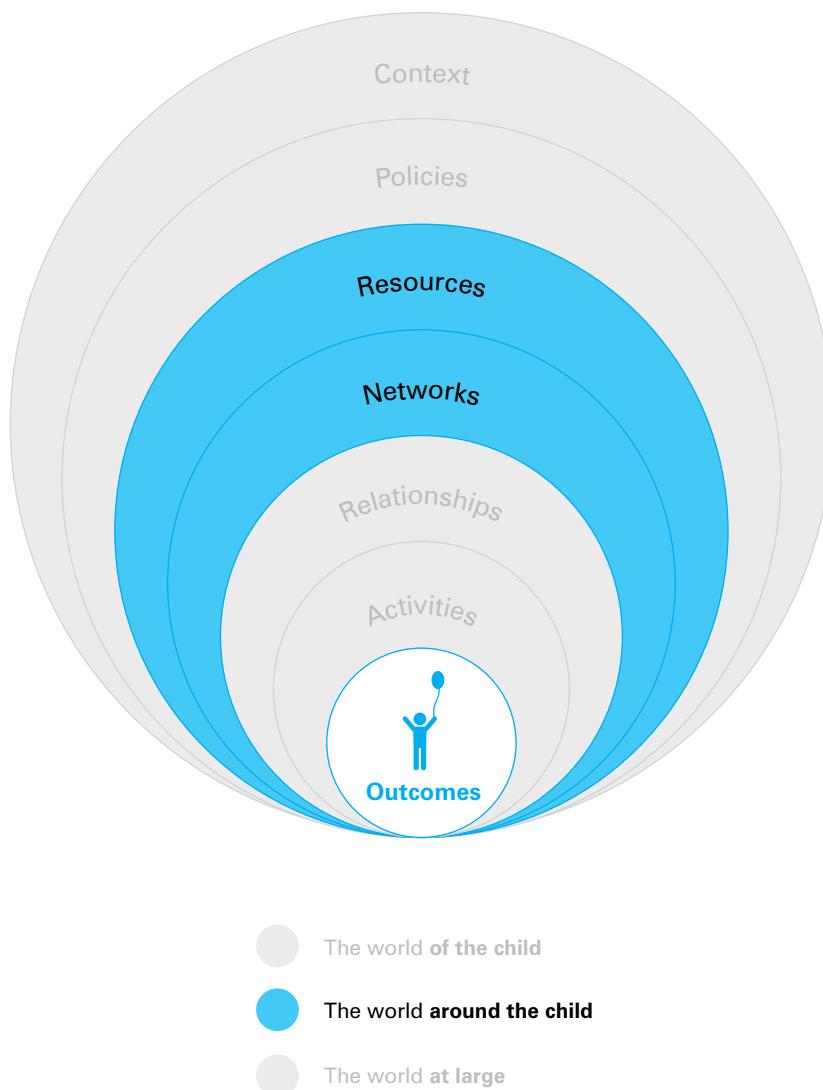 Context
Policies
Resources
Networks
Relationships
Activities
Outcomes
The world of the child
The world around the child
The world at large